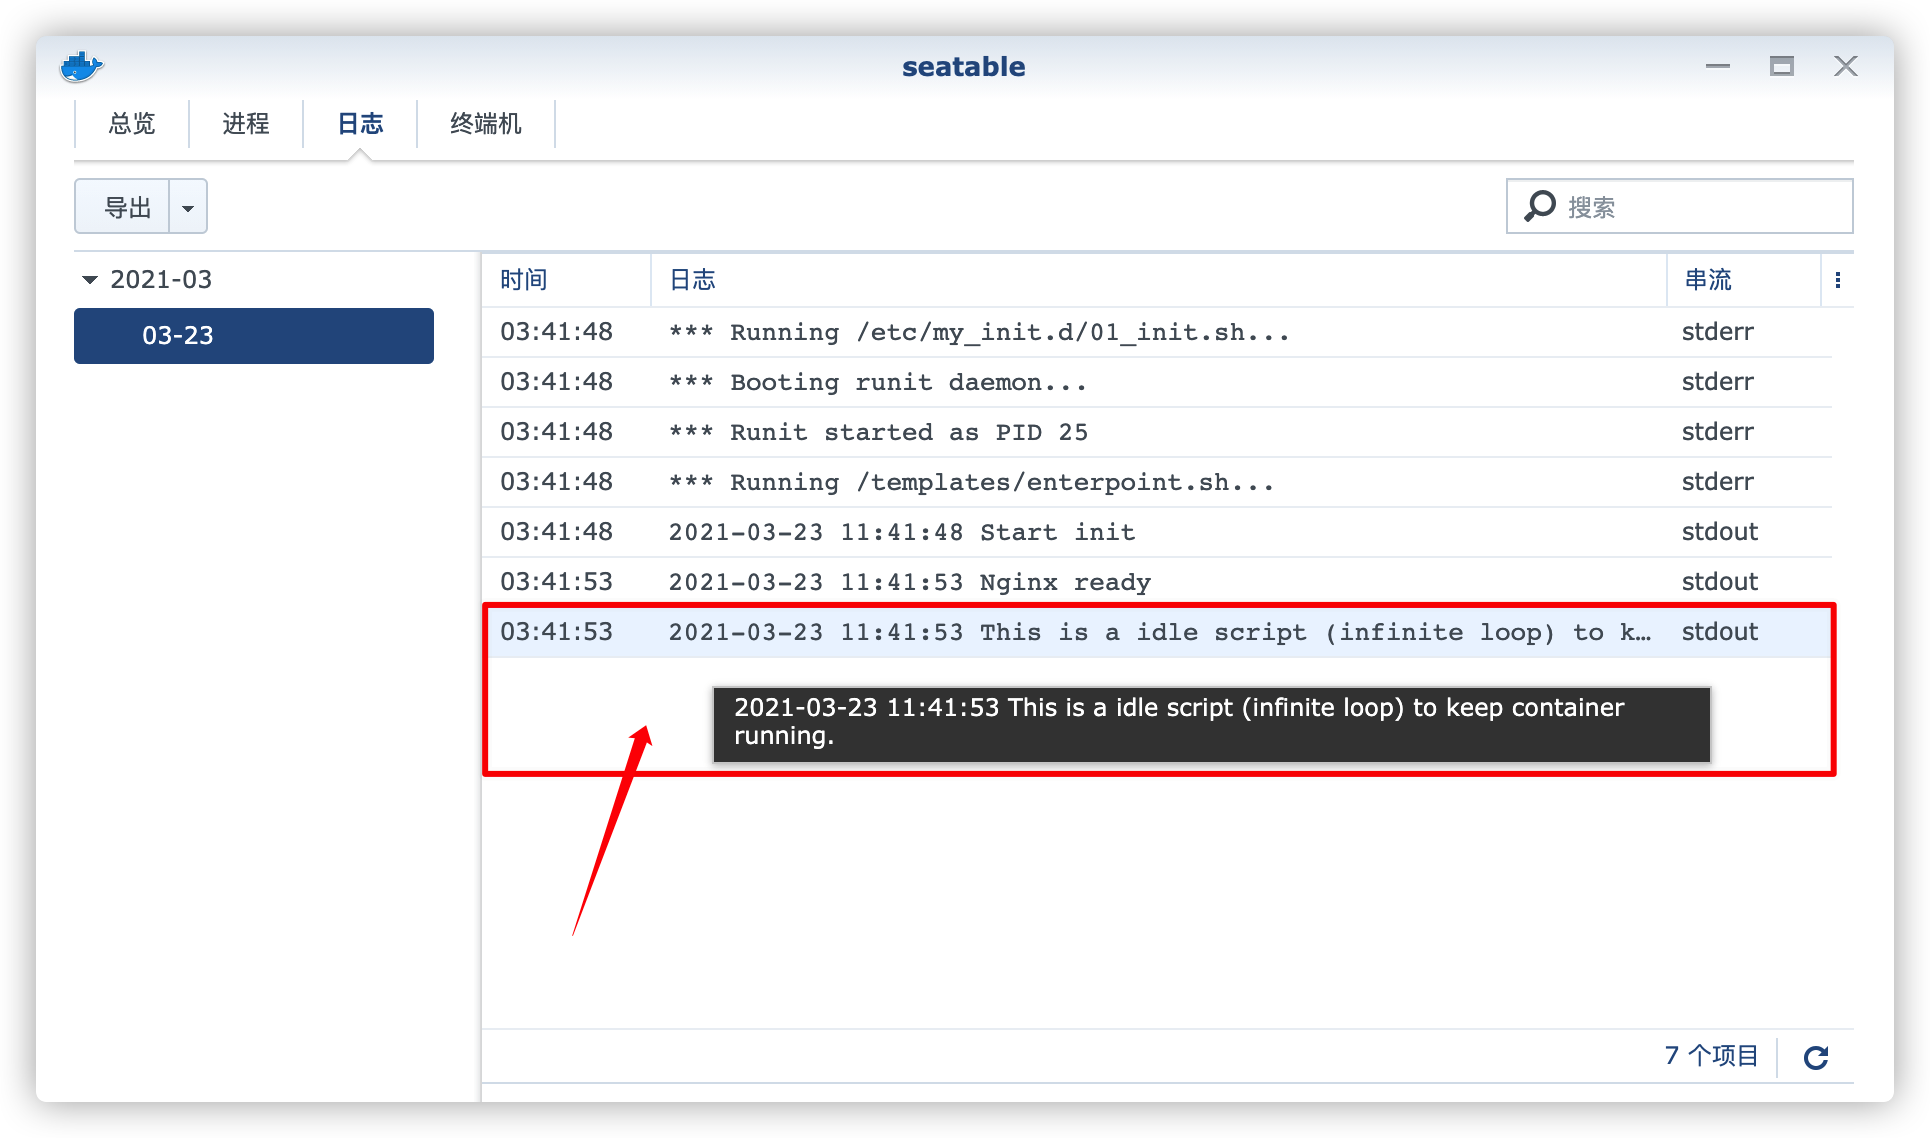 seatable
总览 进程 日志 终端机
导出 搜索
2021-03
03-23
时间 日志 串流
03:41:48 *** Running /etc/my_init.d/01_init.sh... stderr
03:41:48 *** Booting runit daemon... stderr
03:41:48 *** Runit started as PID 25 stderr
03:41:48 *** Running /templates/enterpoint.sh... stderr
03:41:48 2021-03-23 11:41:48 Start init stdout
03:41:53 2021-03-23 11:41:53 Nginx ready stdout
03:41:53 2021-03-23 11:41:53 This is a idle script (infinite loop) to k... stdout
2021-03-23 11:41:53 This is a idle script (infinite loop) to keep container
running.
7 个项目